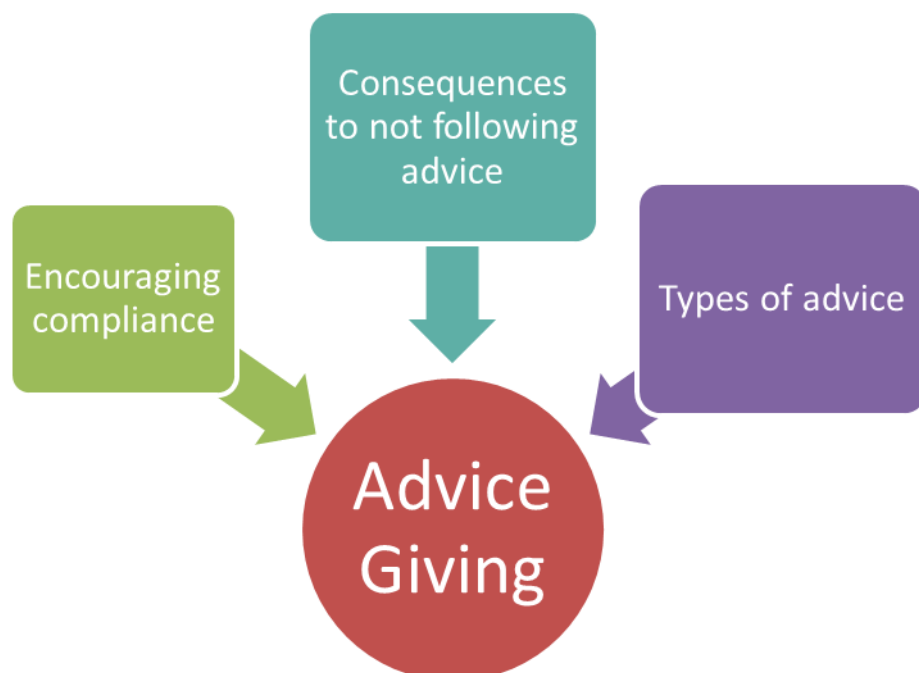 Consequences
to not following
advice
Encouraging
compliance
Types of advice
Advice
Giving